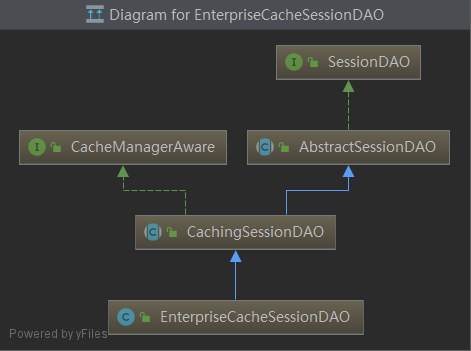 Diagram for EnterpriseCacheSessionDAO
I SessionDAO
I CacheManagerAware
C AbstractSessionDAO
C CachingSessionDAO
C EnterpriseCacheSessionDAO
Powered by yFiles